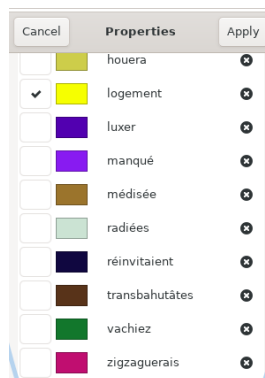 Cancel Properties Apply
houera
logement
luxer
manqué
médisée
radiées
réinvitaient
transbahutâtes
vachiez
zigzaguerais